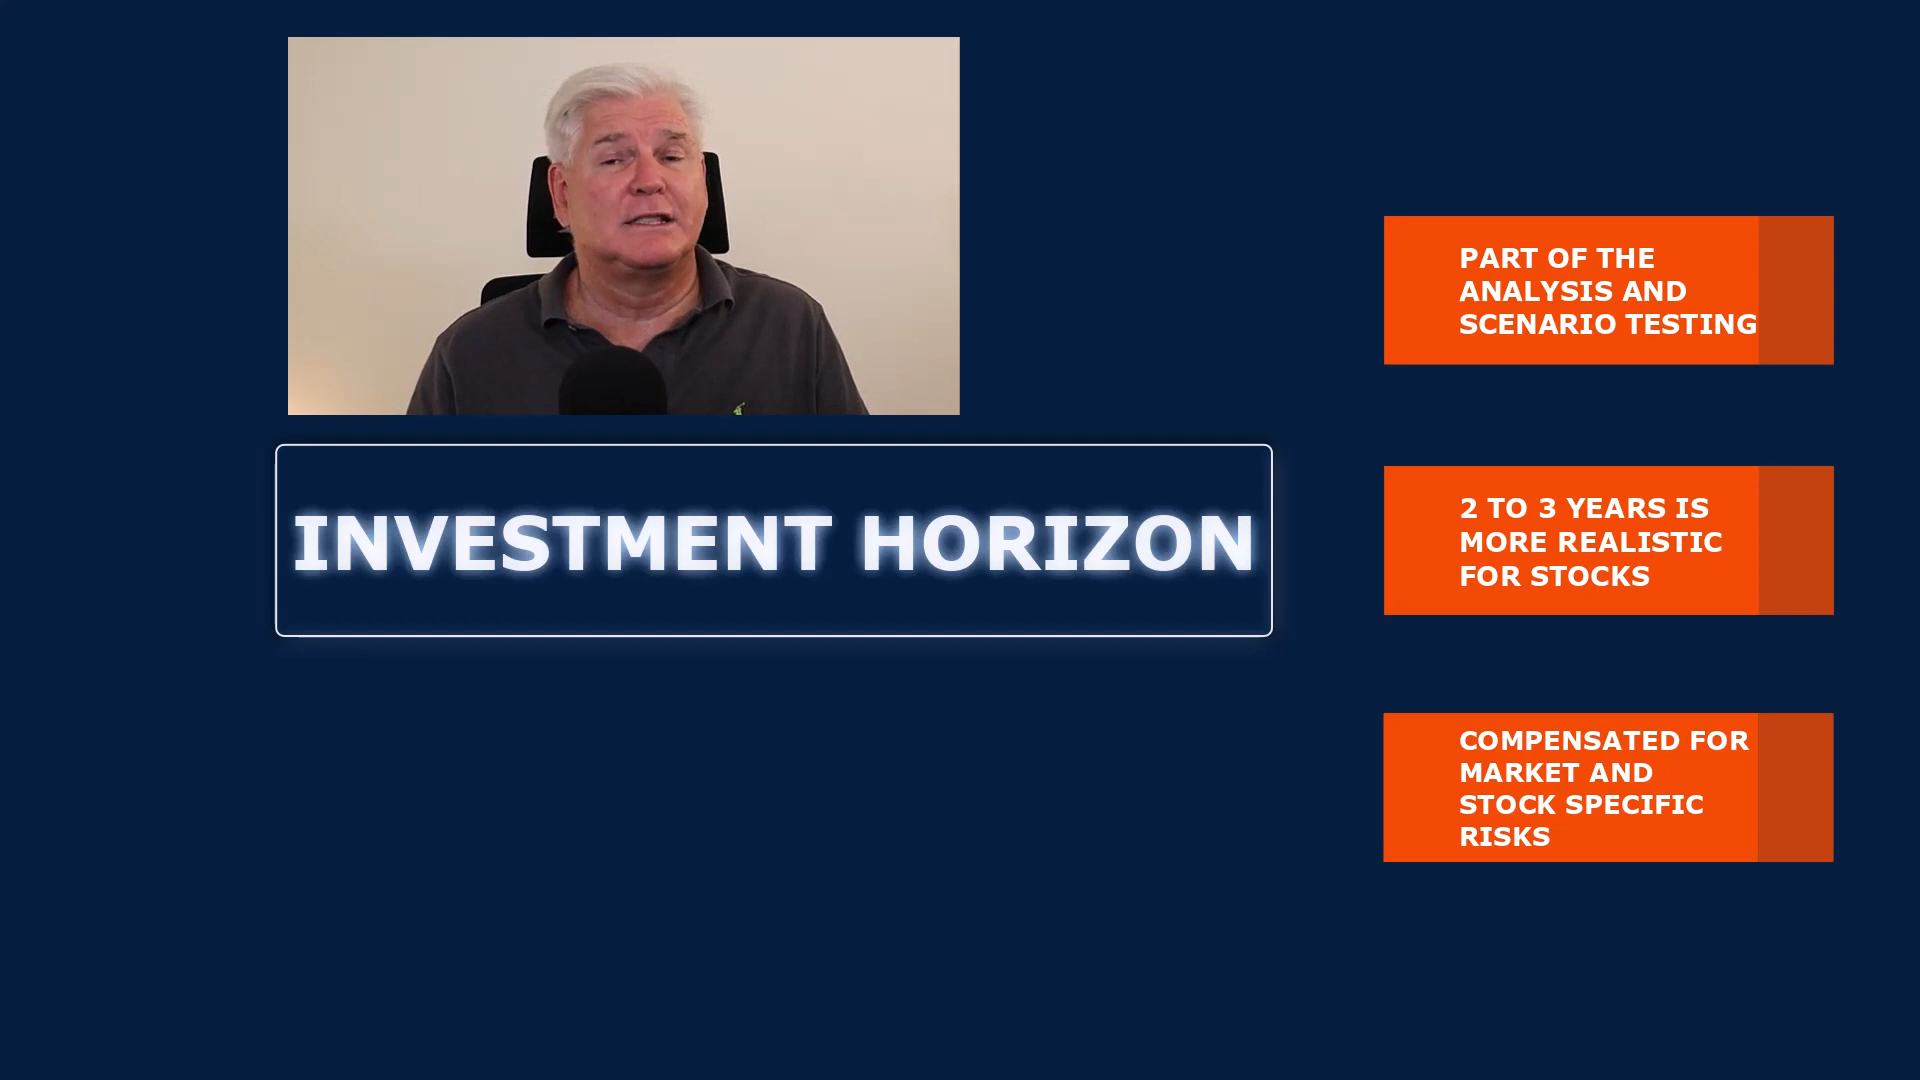 INVESTMENT HORIZON
PART OF THE
ANALYSIS AND
SCENARIO TESTING
2 TO 3 YEARS IS
MORE REALISTIC
FOR STOCKS
COMPENSATED FOR
MARKET AND
STOCK SPECIFIC
RISKS